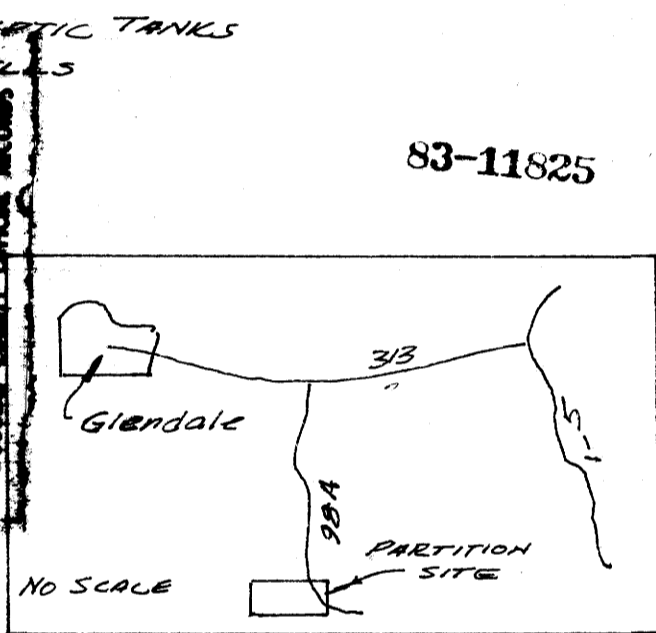 TANKS
83-11825
313
Glendale
I-5
98A
PARTITION
SITE
NO SCALE